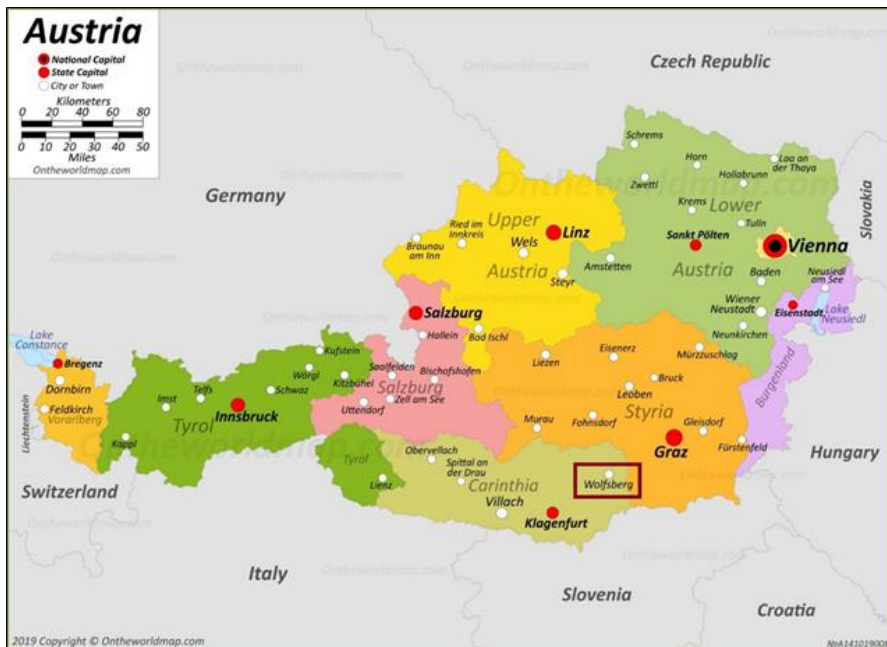 Austria
National Capital
State Capital
City or Town
Kilometers
0 20 40 60 80
0 10 20 30 40 50
Miles
Ontheworldmap.com
Czech Republic
Germany
Slovakia
Schrems
Horn
Laa an
der Thaya
Zwettl
Hollabrunn
Krems
Lower
Tulln
Sankt Pölten
Vienna
Austria
Amstetten
Baden
Neusiedl
am See
Wiener
Neustadt
Eisenstadt
Lake
Neusiedl
Neunkirchen
Upper
Ried im
Innkreis
Linz
Braunau
am Inn
Wels
Austria
Steyr
Salzburg
Hallein
Bad Ischl
Lake
Constance
Bregenz
Dornbirn
Feldkirch
Vorarlberg
Liechtenstein
Kufstein
Wörgl
Kitzbühel
Saalfelden
Bischofshofen
Salzburg
Zell am See
Uttendorf
Imst
Telfs
Schwaz
Innsbruck
Tyrol
Kappl
Liezen
Eisenerz
Mürzzuschlag
Bruck
Leoben
Styria
Murau
Fohnsdorf
Gleisdorf
Graz
Fürstenfeld
Burgenland
Hungary
Switzerland
Tyrol
Lienz
Obervellach
Spittal an
der Drau
Carinthia
Villach
Wolfsberg
Klagenfurt
Italy
Slovenia
Croatia
Ontheworldmap.com
2019 Copyright © Ontheworldmap.com